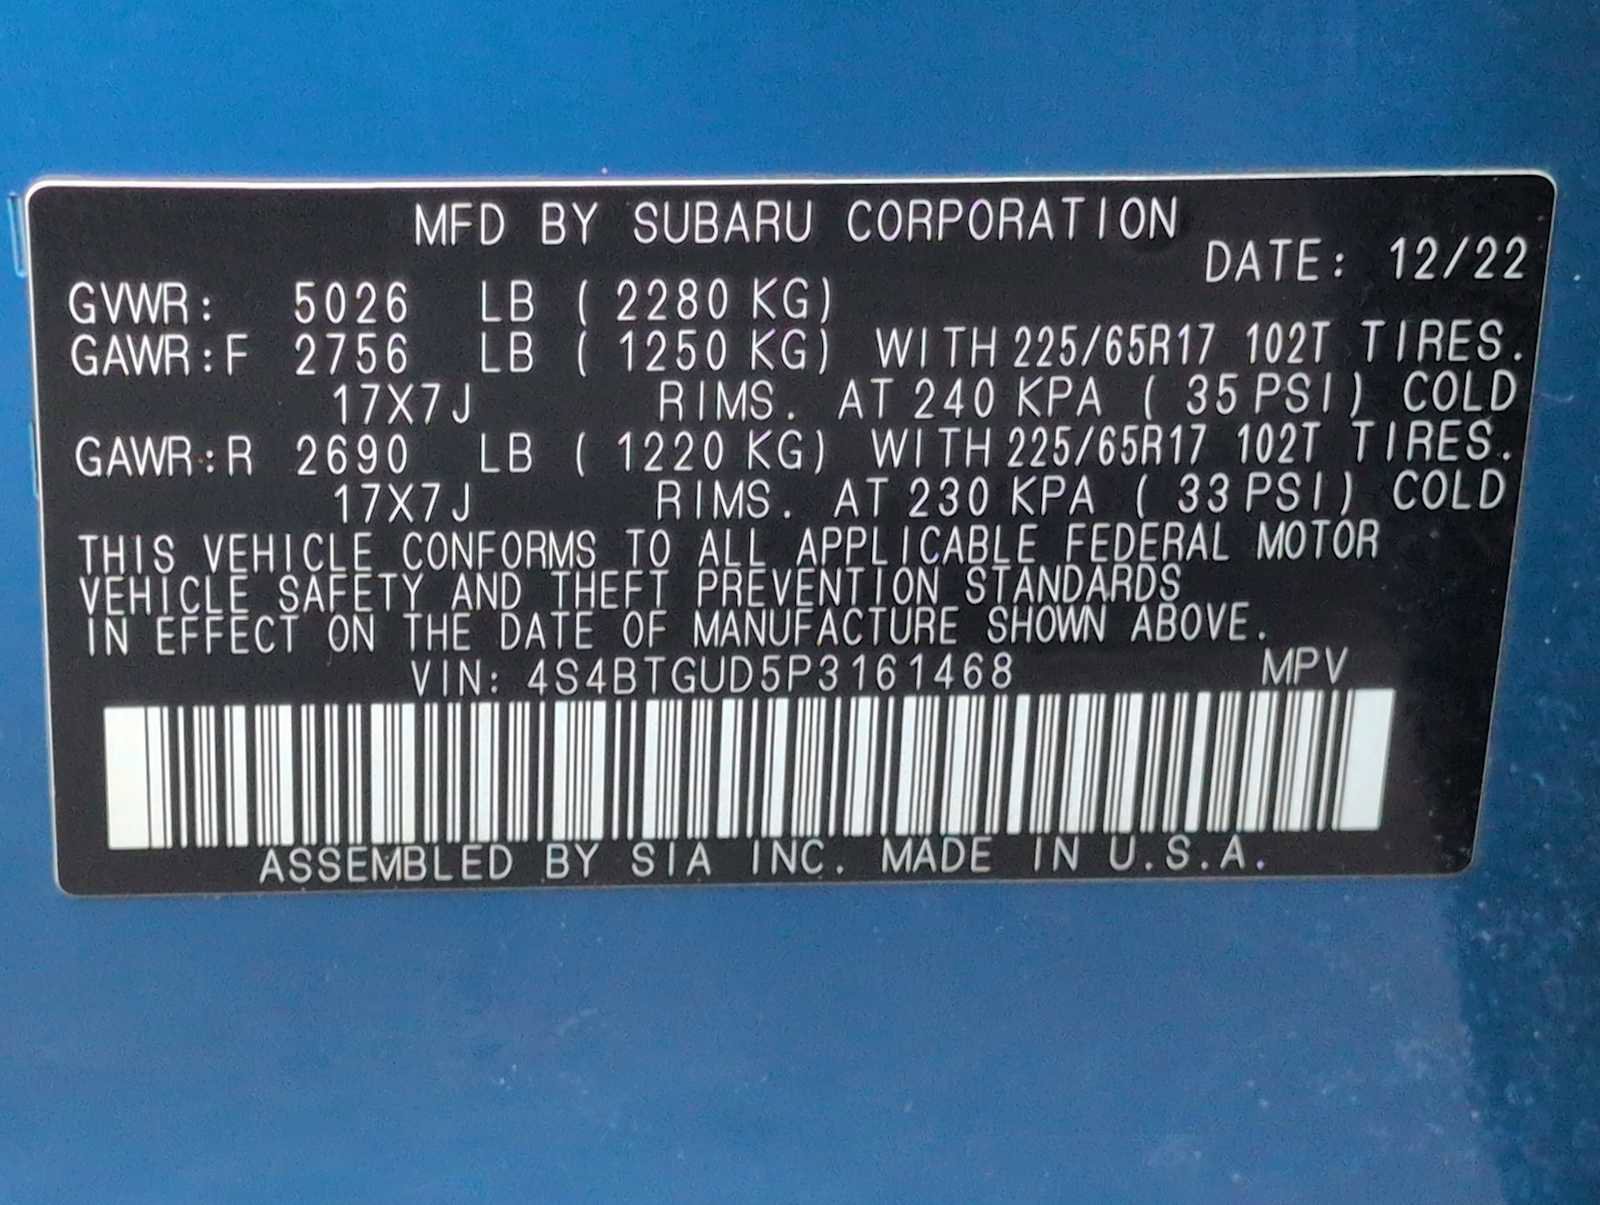 MFD BY SUBARU CORPORATION
DATE: 12/22
GVWR: 5026 LB ( 2280 KG)
GAWR:F 2756 LB ( 1250 KG) WITH 225/65R17 102T TIRES.
17X7J RIMS. AT 240 KPA ( 35 PSI) COLD
GAWR:R 2690 LB ( 1220 KG) WITH 225/65R17 102T TIRES.
17X7J RIMS. AT 230 KPA ( 33 PSI) COLD
THIS VEHICLE CONFORMS TO ALL APPLICABLE FEDERAL MOTOR
VEHICLE SAFETY AND THEFT PREVENTION STANDARDS
IN EFFECT ON THE DATE OF MANUFACTURE SHOWN ABOVE.
VIN: 4S4BTGUD5P3161468 MPV
ASSEMBLED BY SIA INC. MADE IN U.S.A.